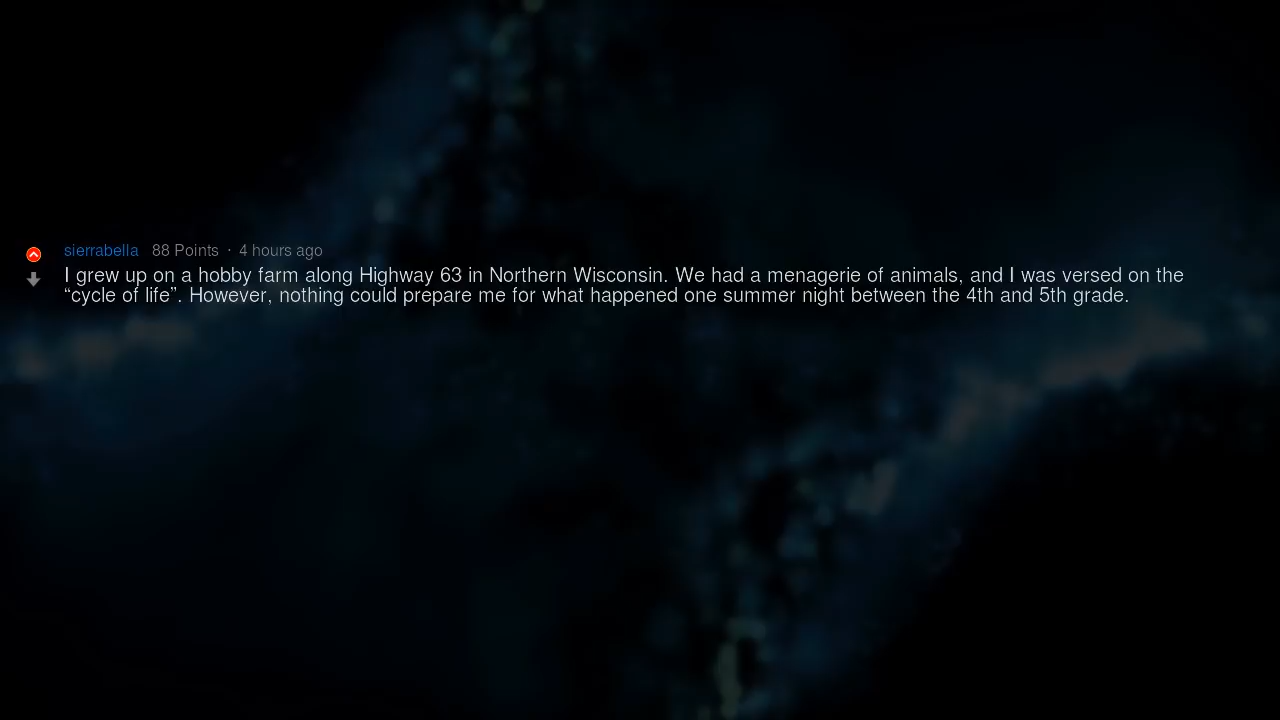 sierrabella 88 Points · 4 hours ago
I grew up on a hobby farm along Highway 63 in Northern Wisconsin. We had a menagerie of animals, and I was versed on the
“cycle of life”. However, nothing could prepare me for what happened one summer night between the 4th and 5th grade.